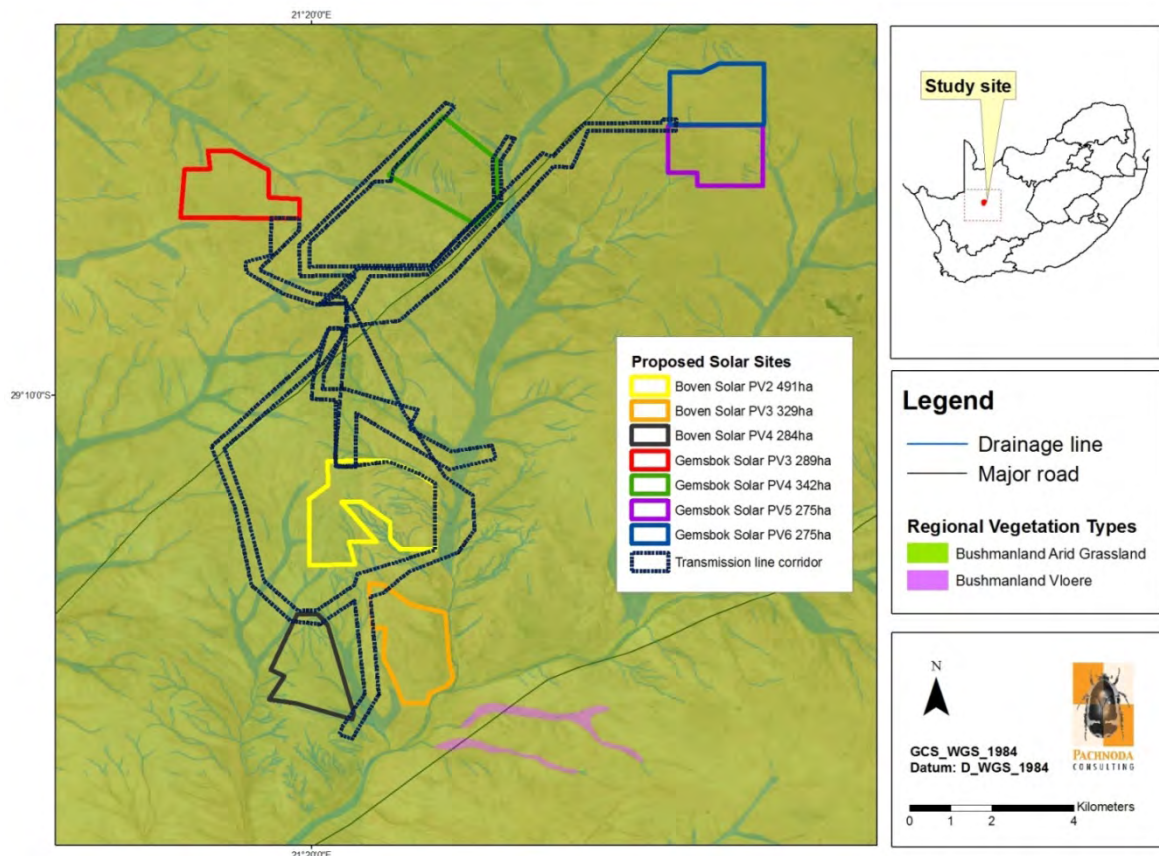 21°20'0"E
Study site
29°10'0"S
Proposed Solar Sites
Boven Solar PV2 491ha
Boven Solar PV3 329ha
Boven Solar PV4 284ha
Gemsbok Solar PV3 289ha
Gemsbok Solar PV4 342ha
Gemsbok Solar PV5 275ha
Gemsbok Solar PV6 275ha
Transmission line corridor
Legend
Drainage line
Major road
Regional Vegetation Types
Bushmanland Arid Grassland
Bushmanland Vloere
N
GCS_WGS_1984
Datum: D_WGS_1984
PACHNODA
CONSULTING
Kilometers
0 1 2 4
21°20'0"E